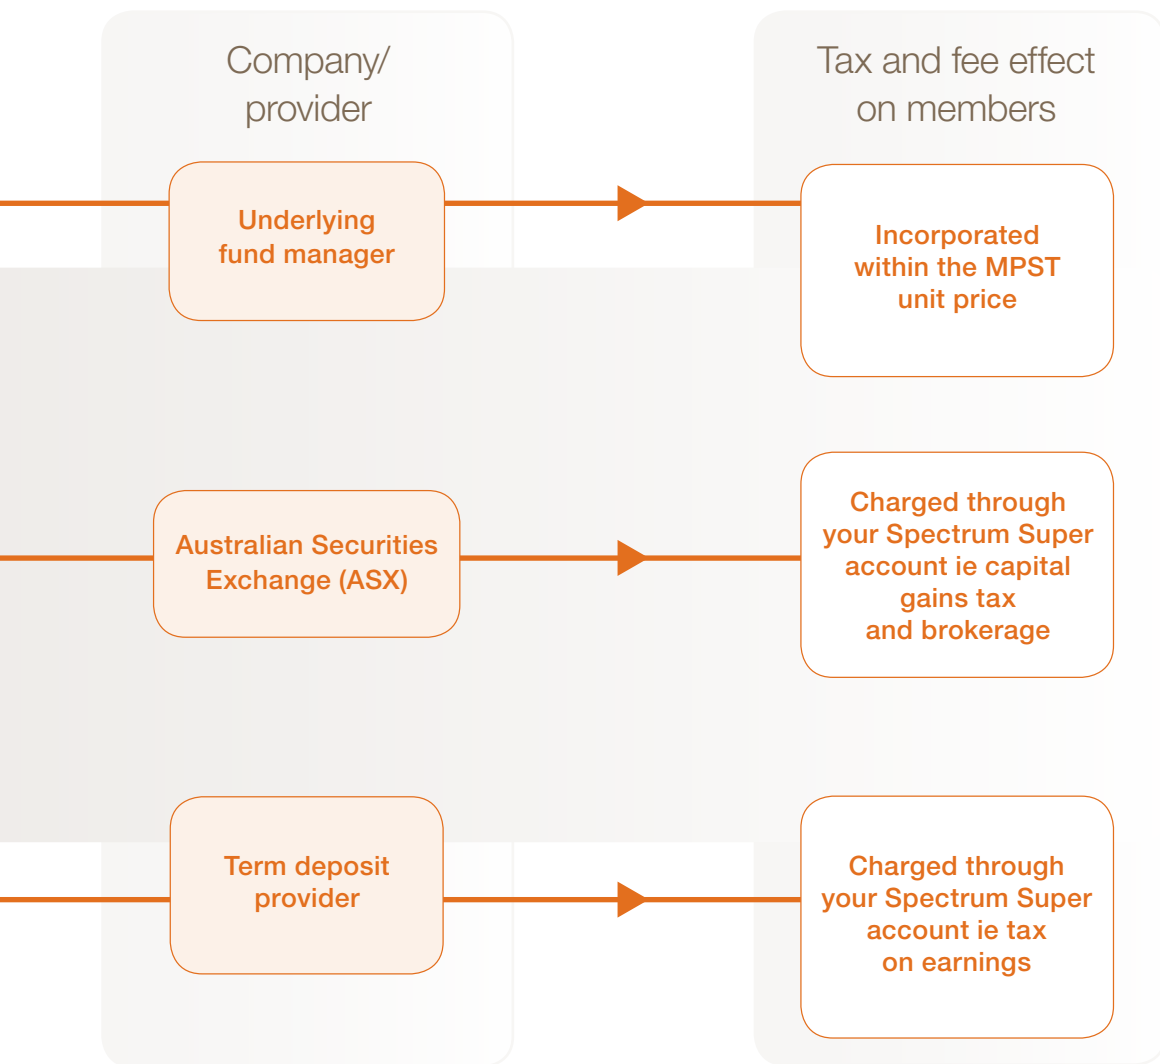 Company/
provider
Tax and fee effect
on members
Underlying
fund manager
Incorporated
within the MPST
unit price
Australian Securities
Exchange (ASX)
Charged through
your Spectrum Super
account ie capital
gains tax
and brokerage
Term deposit
provider
Charged through
your Spectrum Super
account ie tax
on earnings